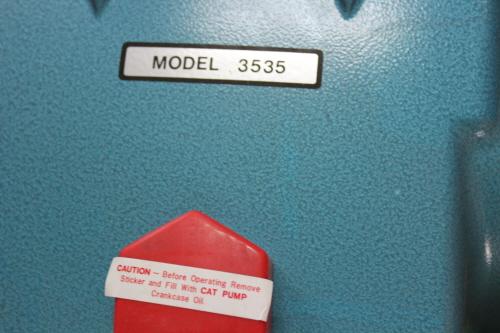 MODEL 3535
CAUTION - Before Operating Remove
Sticker and Fill With CAT PUMP
Crankcase Oil.